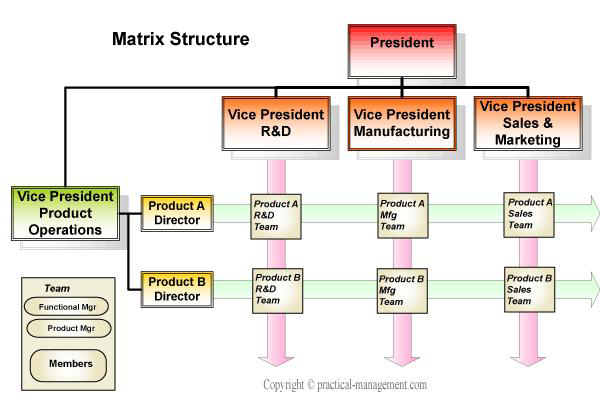 Matrix Structure
President
Vice President
R&D
Vice President
Manufacturing
Vice President
Sales &
Marketing
Vice President
Product
Operations
Product A
Director
Product A
R&D
Team
Product A
Mfg
Team
Product A
Sales
Team
Product B
Director
Product B
R&D
Team
Product B
Mfg
Team
Product B
Sales
Team
Team
Functional Mgr
Product Mgr
Members
Copyright © practical-management.com